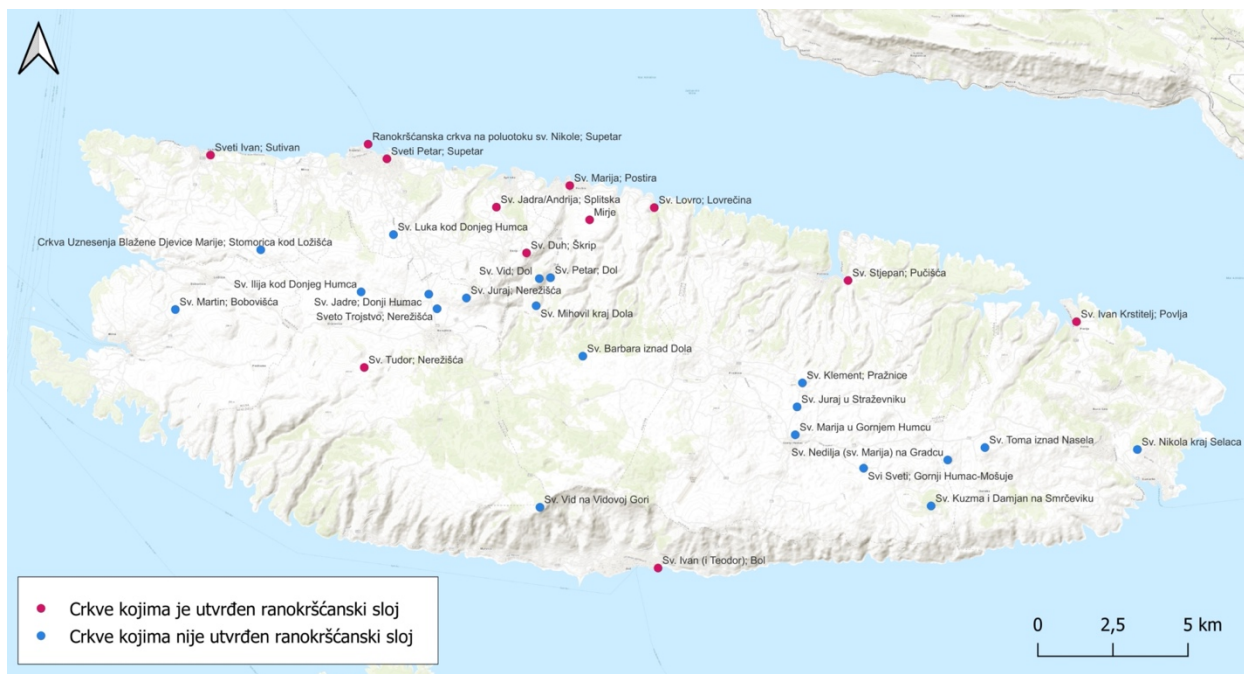 Ranokršćanska crkva na poluotoku sv. Nikole; Supetar
Sveti Ivan; Sutivan
Sveti Petar; Supetar
Sv. Marija; Postira
Sv. Jadra/Andrija; Splitska
Sv. Lovro; Lovrečina
Mirje
Sv. Luka kod Donjeg Humca
Crkva Uznesenja Blažene Djevice Marije; Stomorica kod Ložišća
Sv. Duh; Škrip
Sv. Vid; Dol
Sv. Petar; Dol
Sv. Stjepan; Pučišća
Sv. Ilija kod Donjeg Humca
Sv. Juraj; Nerežišća
Sv. Jadre; Donji Humac
Sv. Martin; Bobovišća
Sveto Trojstvo; Nerežišća
Sv. Mihovil kraj Dola
Sv. Ivan Krstitelj; Povlja
Sv. Barbara iznad Dola
Sv. Tudor; Nerežišća
Sv. Klement; Pražnice
Sv. Juraj u Straževniku
Sv. Marija u Gornjem Humcu
Sv. Toma iznad Nasela
Sv. Nikola kraj Selaca
Sv. Nedilja (sv. Marija) na Gradcu
Svi Sveti; Gornji Humac-Mošuje
Sv. Vid na Vidovoj Gori
Sv. Kuzma i Damjan na Smrčeviku
Sv. Ivan (i Teodor); Bol
Crkve kojima je utvrđen ranokršćanski sloj
Crkve kojima nije utvrđen ranokršćanski sloj
0 2,5 5 km